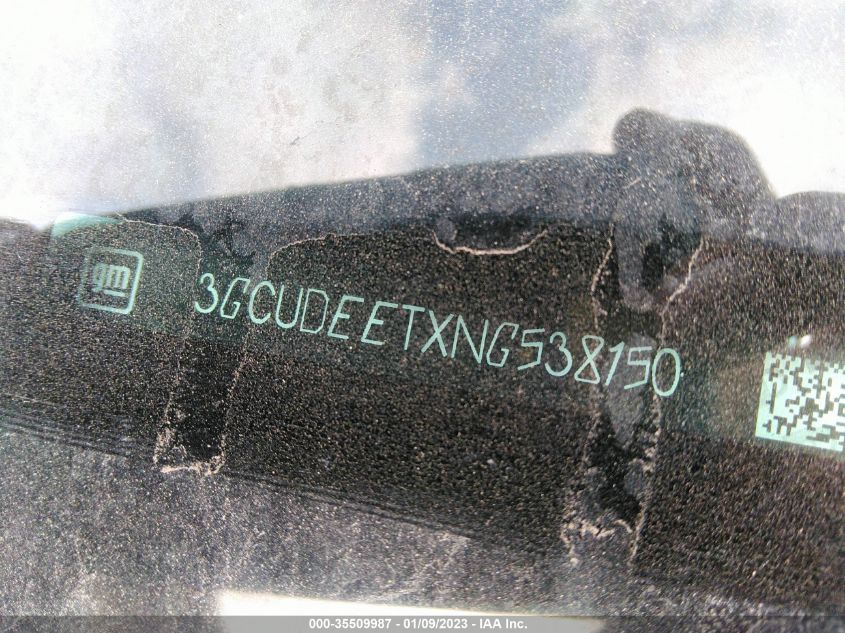 gm
3GCUDEETXNG538150
000-35509987 - 01/09/2023 - IAA Inc.